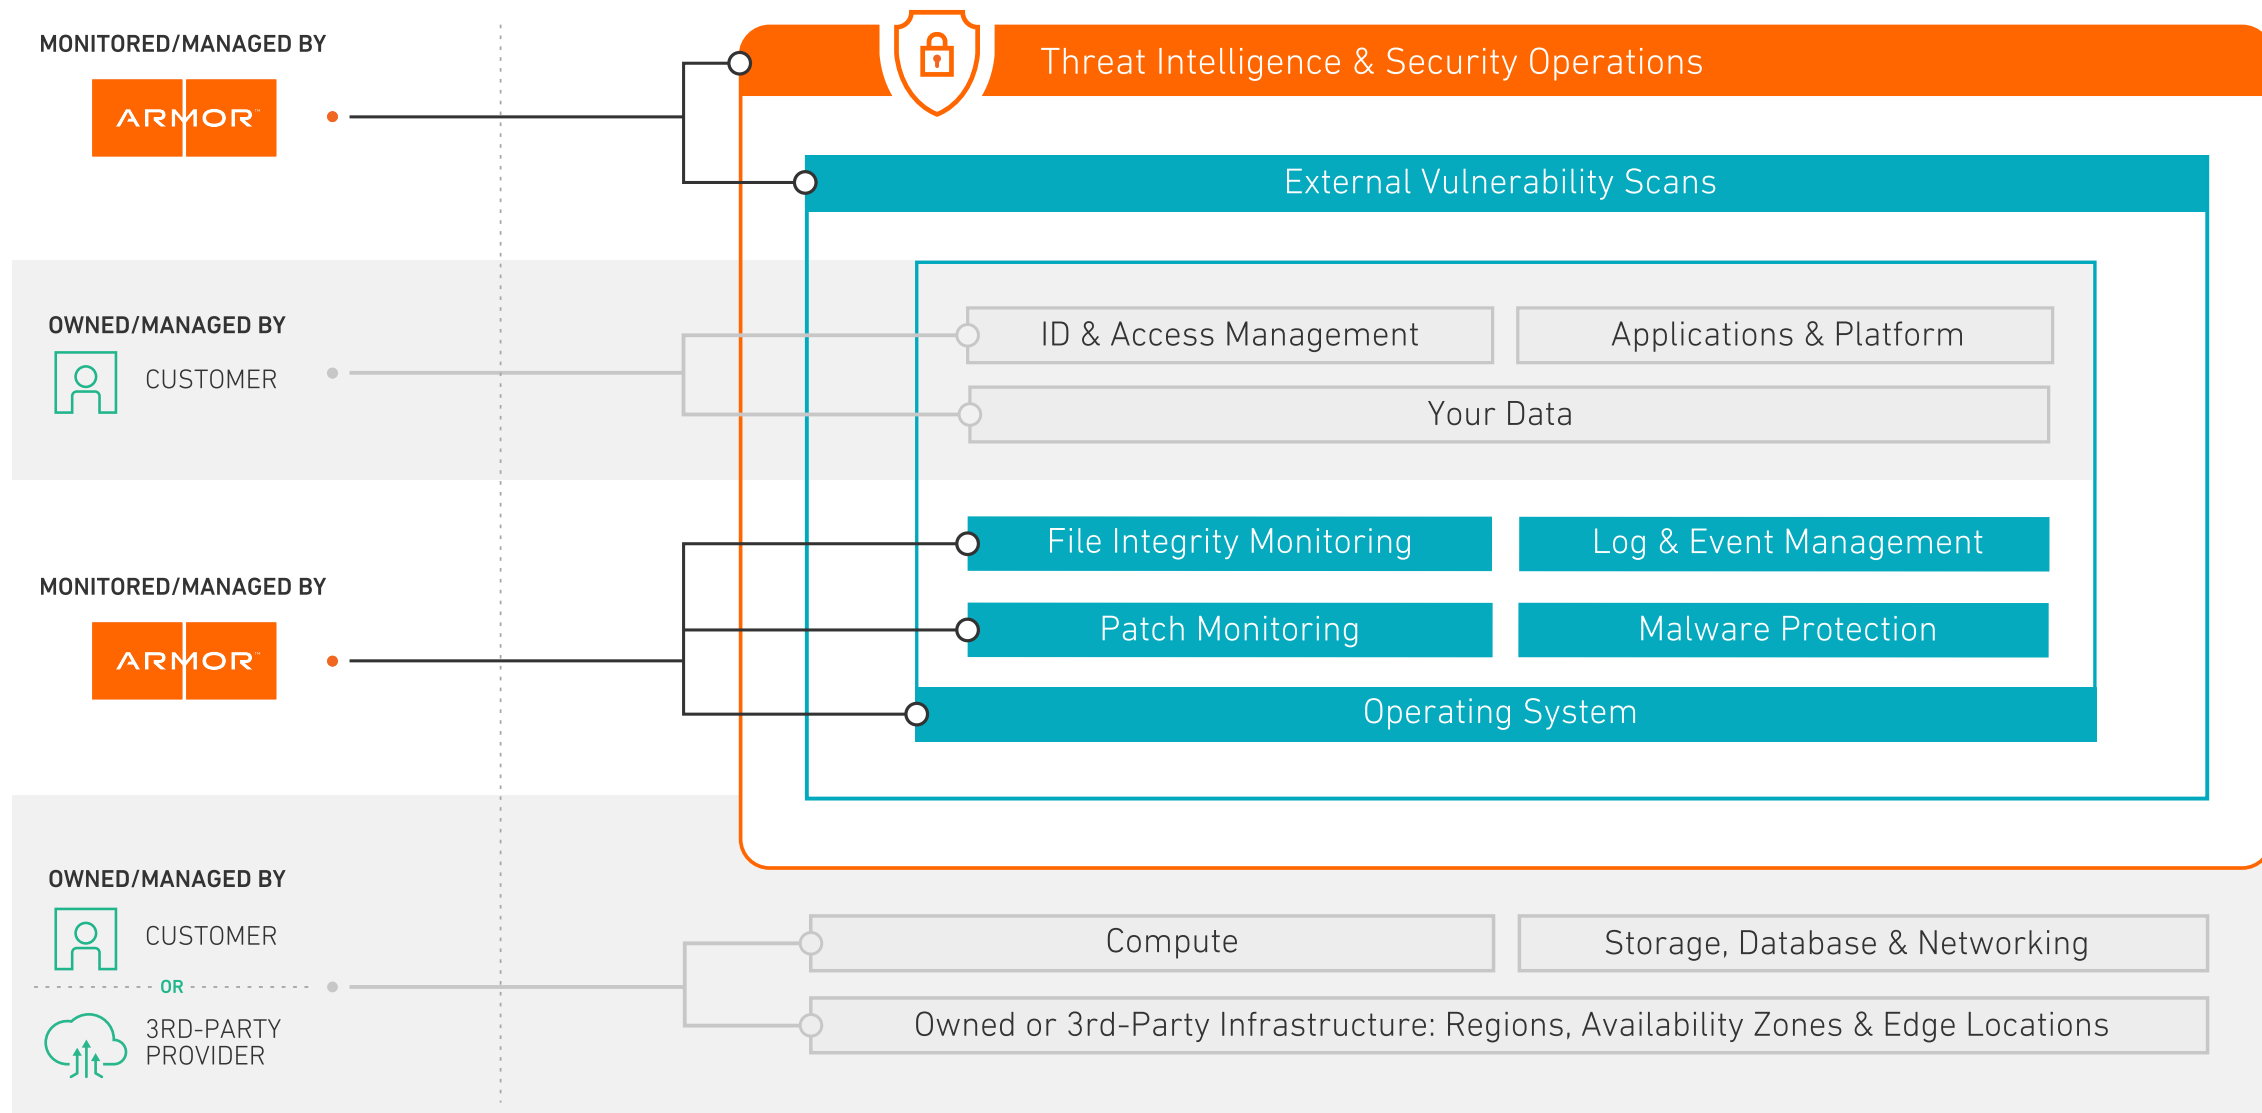 MONITORED/MANAGED BY
ARMOR™
Threat Intelligence & Security Operations
External Vulnerability Scans
OWNED/MANAGED BY
CUSTOMER
ID & Access Management
Applications & Platform
Your Data
MONITORED/MANAGED BY
ARMOR™
File Integrity Monitoring
Log & Event Management
Patch Monitoring
Malware Protection
Operating System
OWNED/MANAGED BY
CUSTOMER
OR
3RD-PARTY
PROVIDER
Compute
Storage, Database & Networking
Owned or 3rd-Party Infrastructure: Regions, Availability Zones & Edge Locations